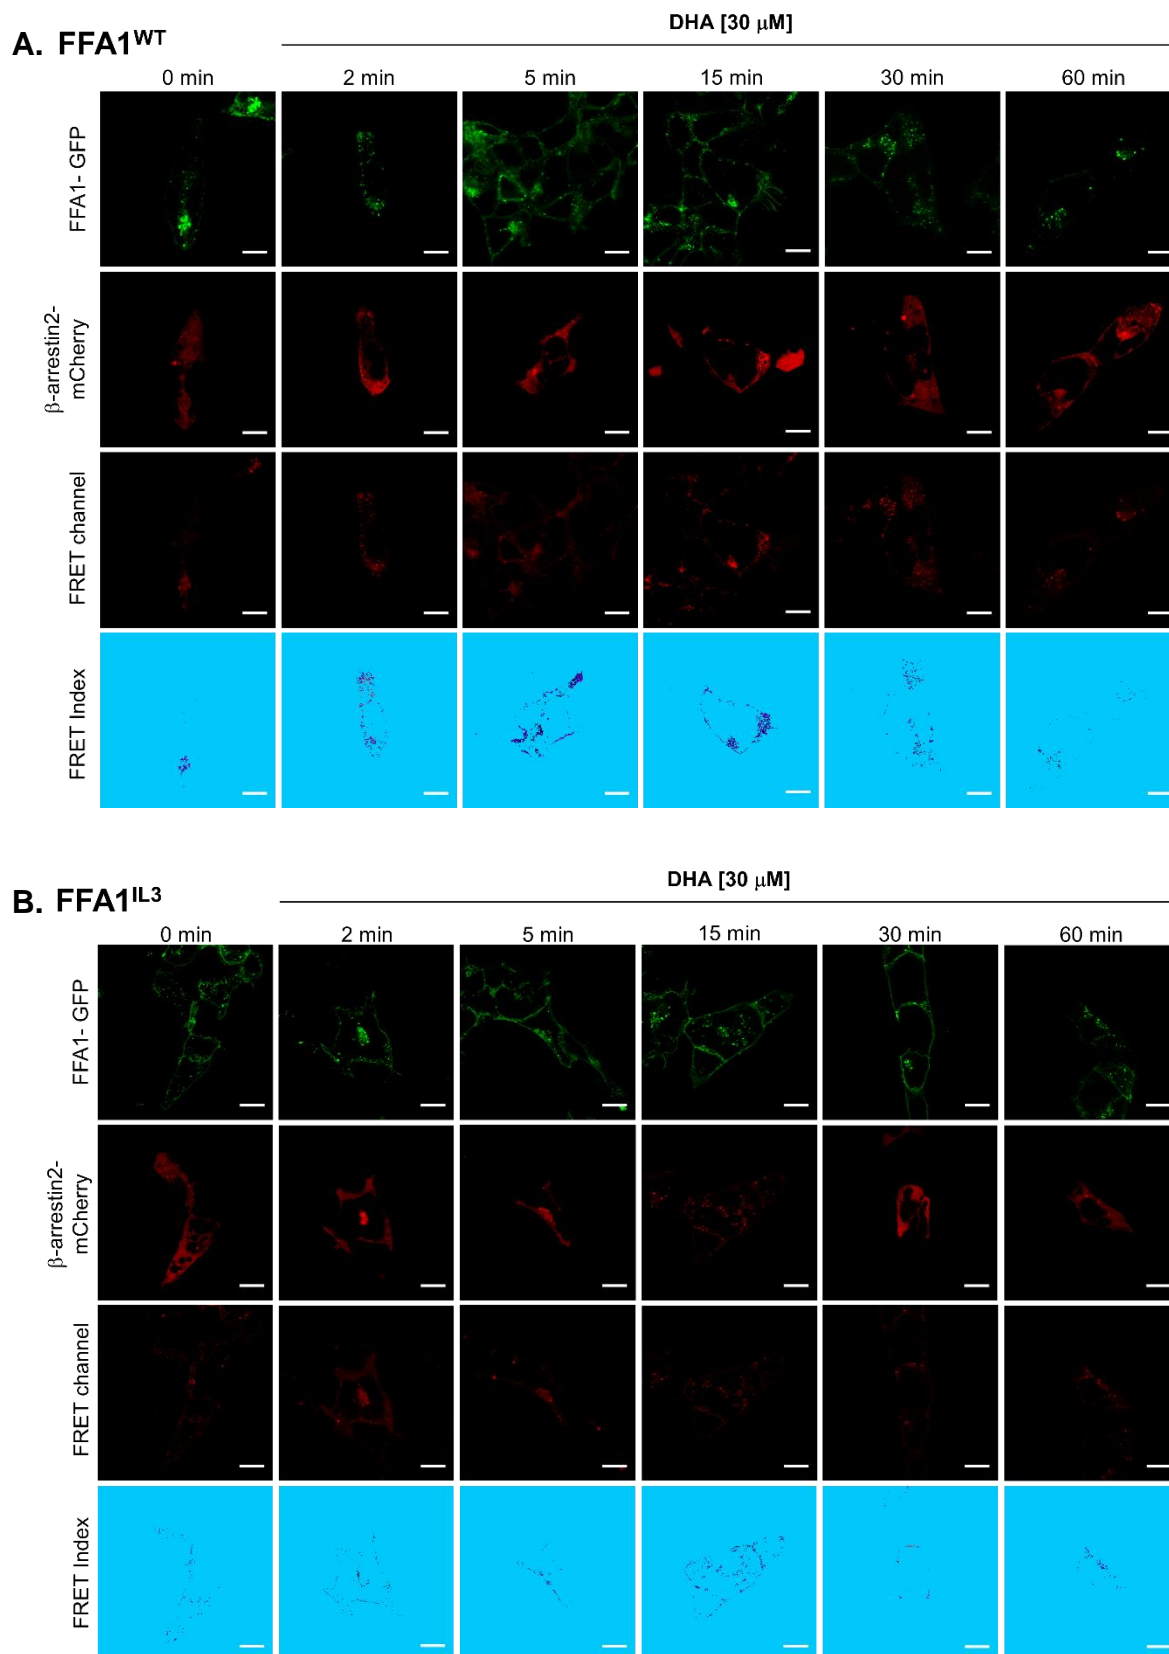 A. FFA1WT
DHA [30 μM]
0 min 2 min 5 min 15 min 30 min 60 min
FFA1- GFP
β-arrestin2-
mCherry
FRET channel
FRET Index
B. FFA1IL3
DHA [30 μM]
0 min 2 min 5 min 15 min 30 min 60 min
FFA1- GFP
β-arrestin2-
mCherry
FRET channel
FRET Index